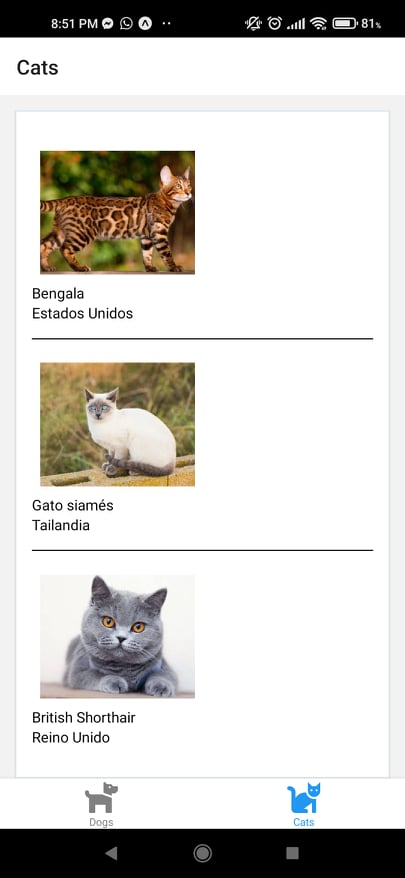 8:51 PM
81%
Cats
Bengala
Estados Unidos
Gato siamés
Tailandia
British Shorthair
Reino Unido
Dogs
Cats